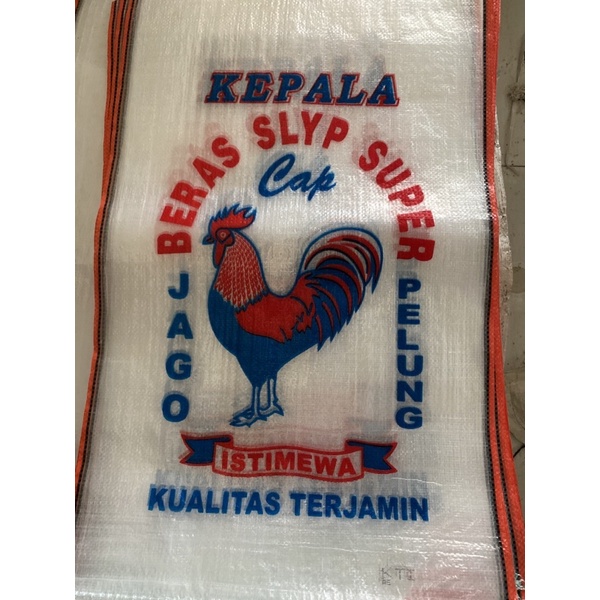 KEPALA
BERAS SLYP SUPER
Cap
JAGO
PELUNG
ISTIMEWA
KUALITAS TERJAMIN